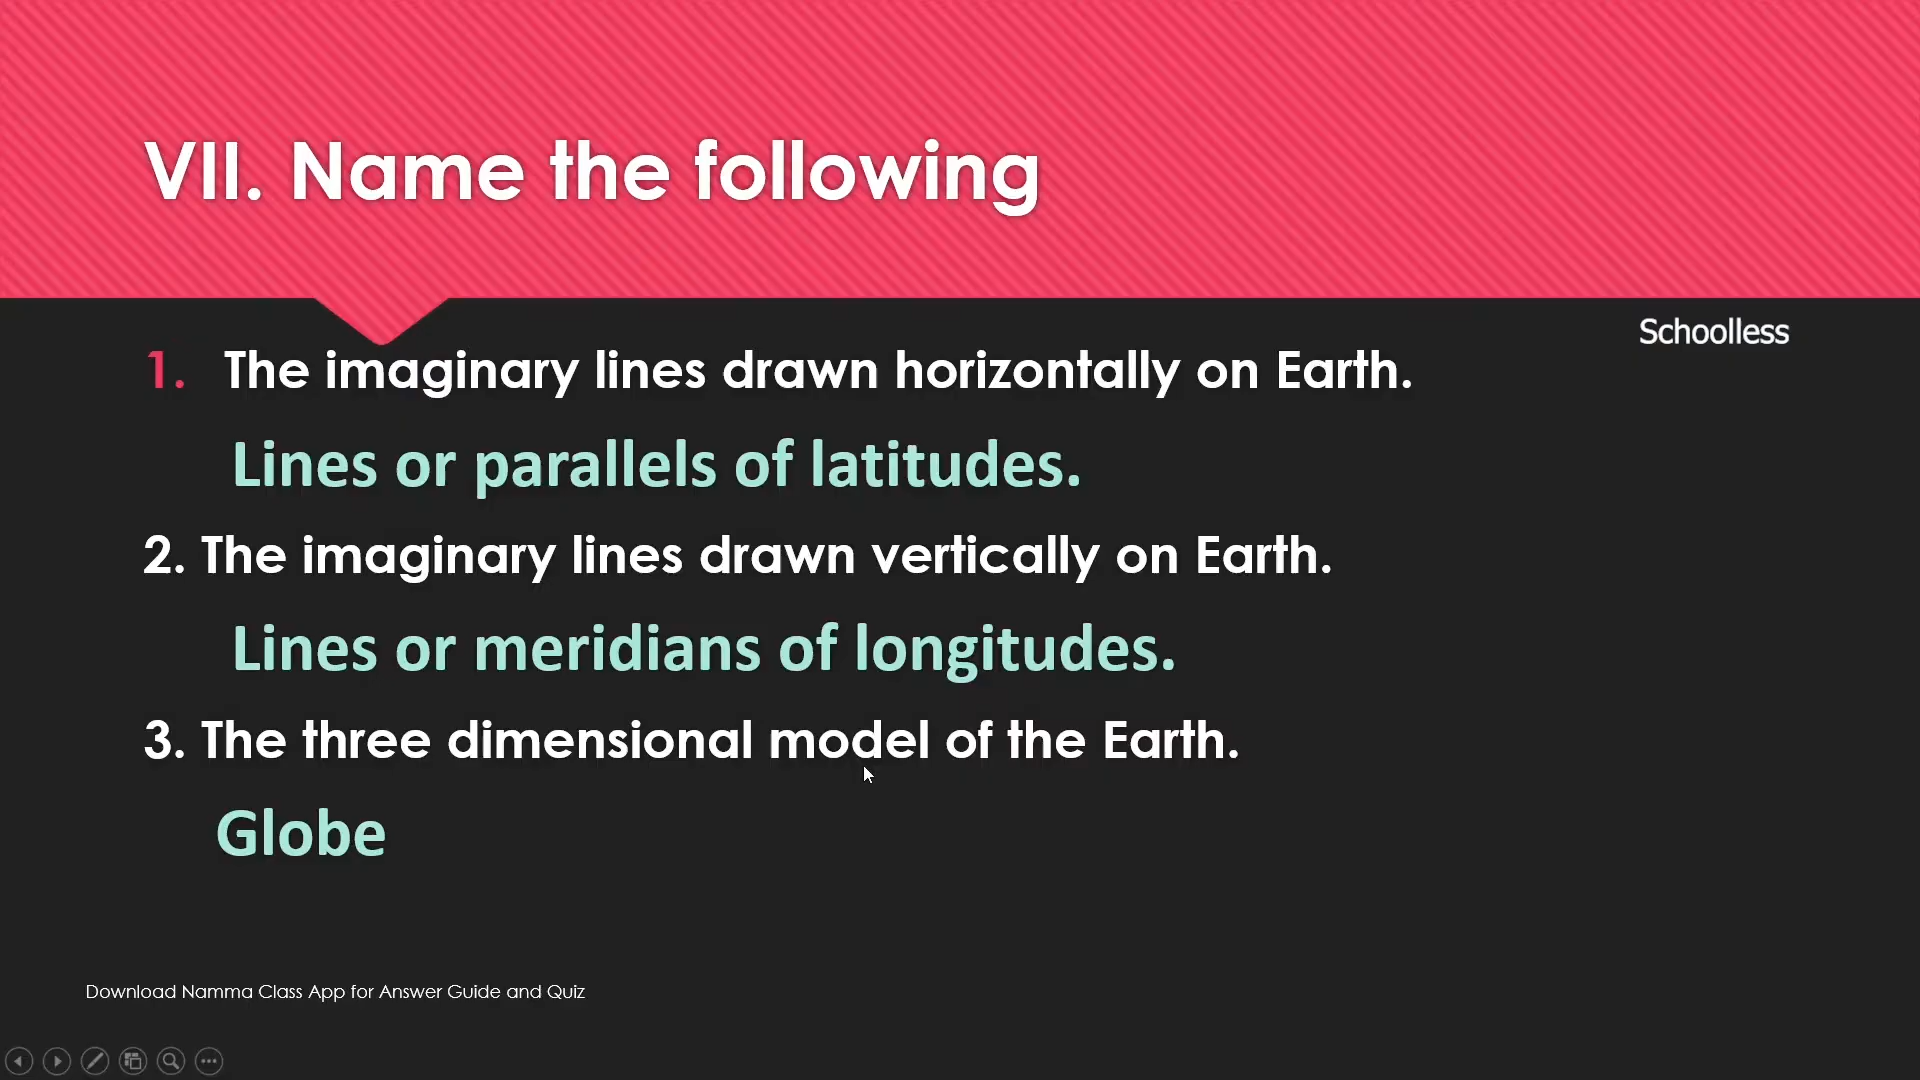 VII. Name the following
Schoolless
1. The imaginary lines drawn horizontally on Earth.
Lines or parallels of latitudes.
2. The imaginary lines drawn vertically on Earth.
Lines or meridians of longitudes.
3. The three dimensional model of the Earth.
Globe
Download Namma Class App for Answer Guide and Quiz